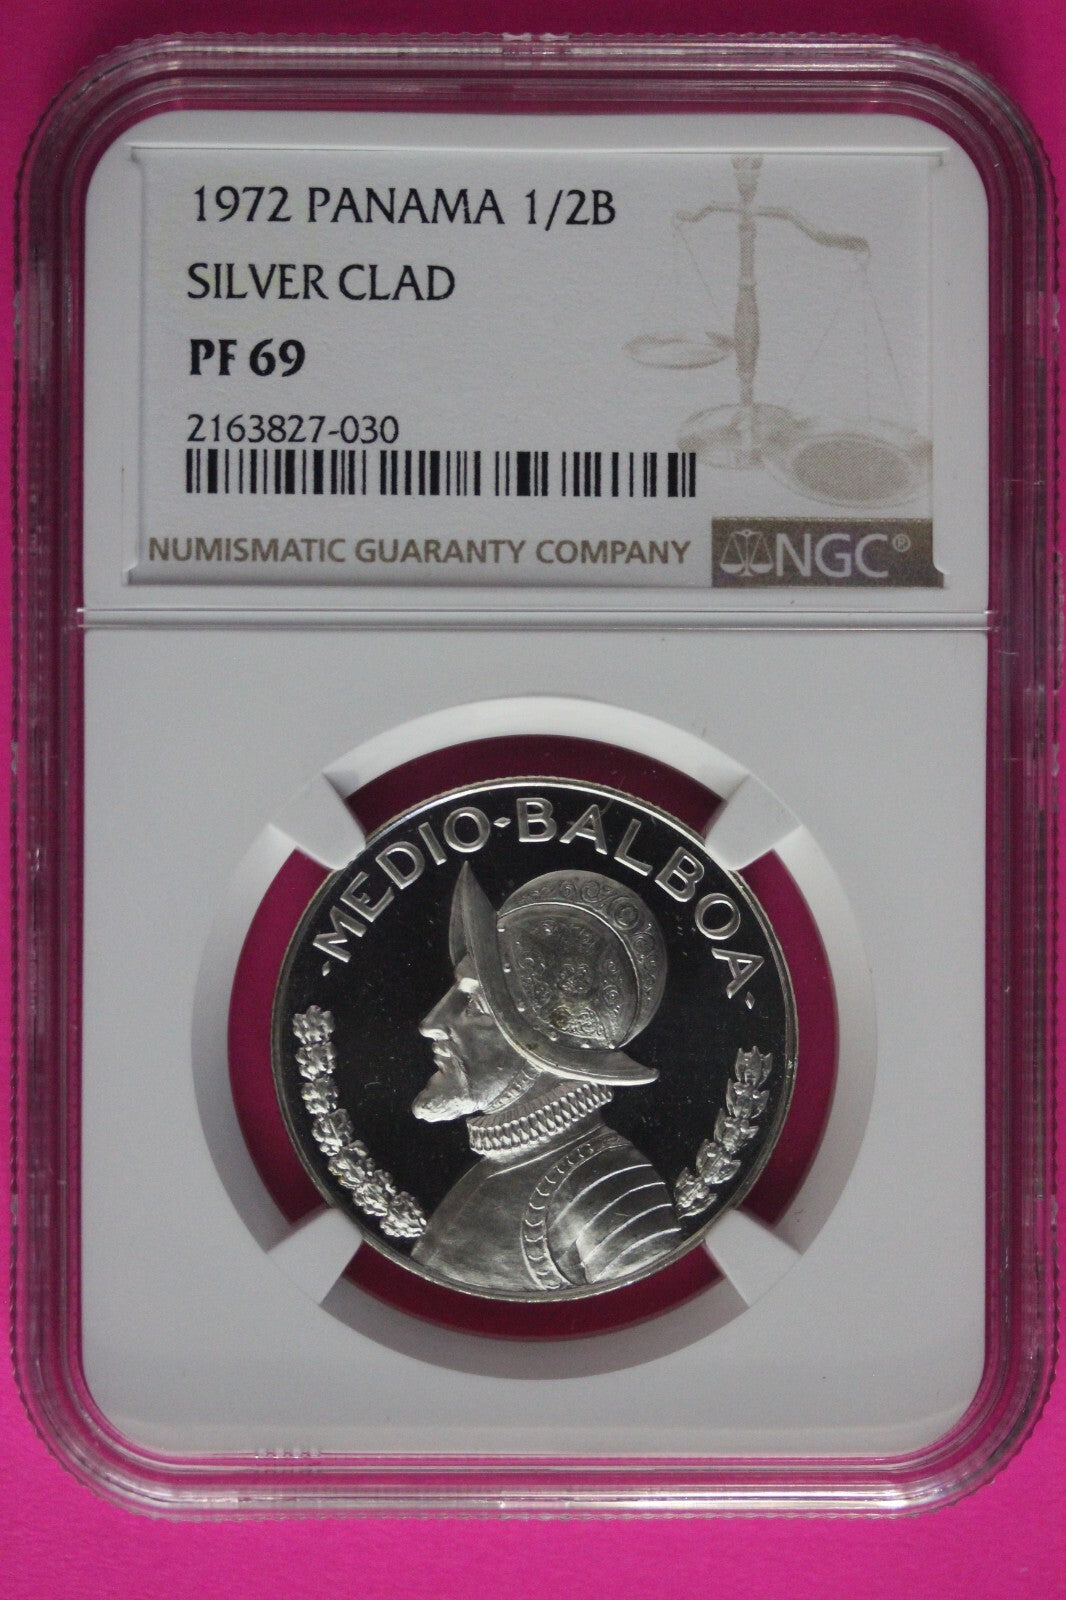 1972 PANAMA 1/2B
SILVER CLAD
PF 69
2163827-030
NUMISMATIC GUARANTY COMPANY
NGC®
·MEDIO·BALBOA·